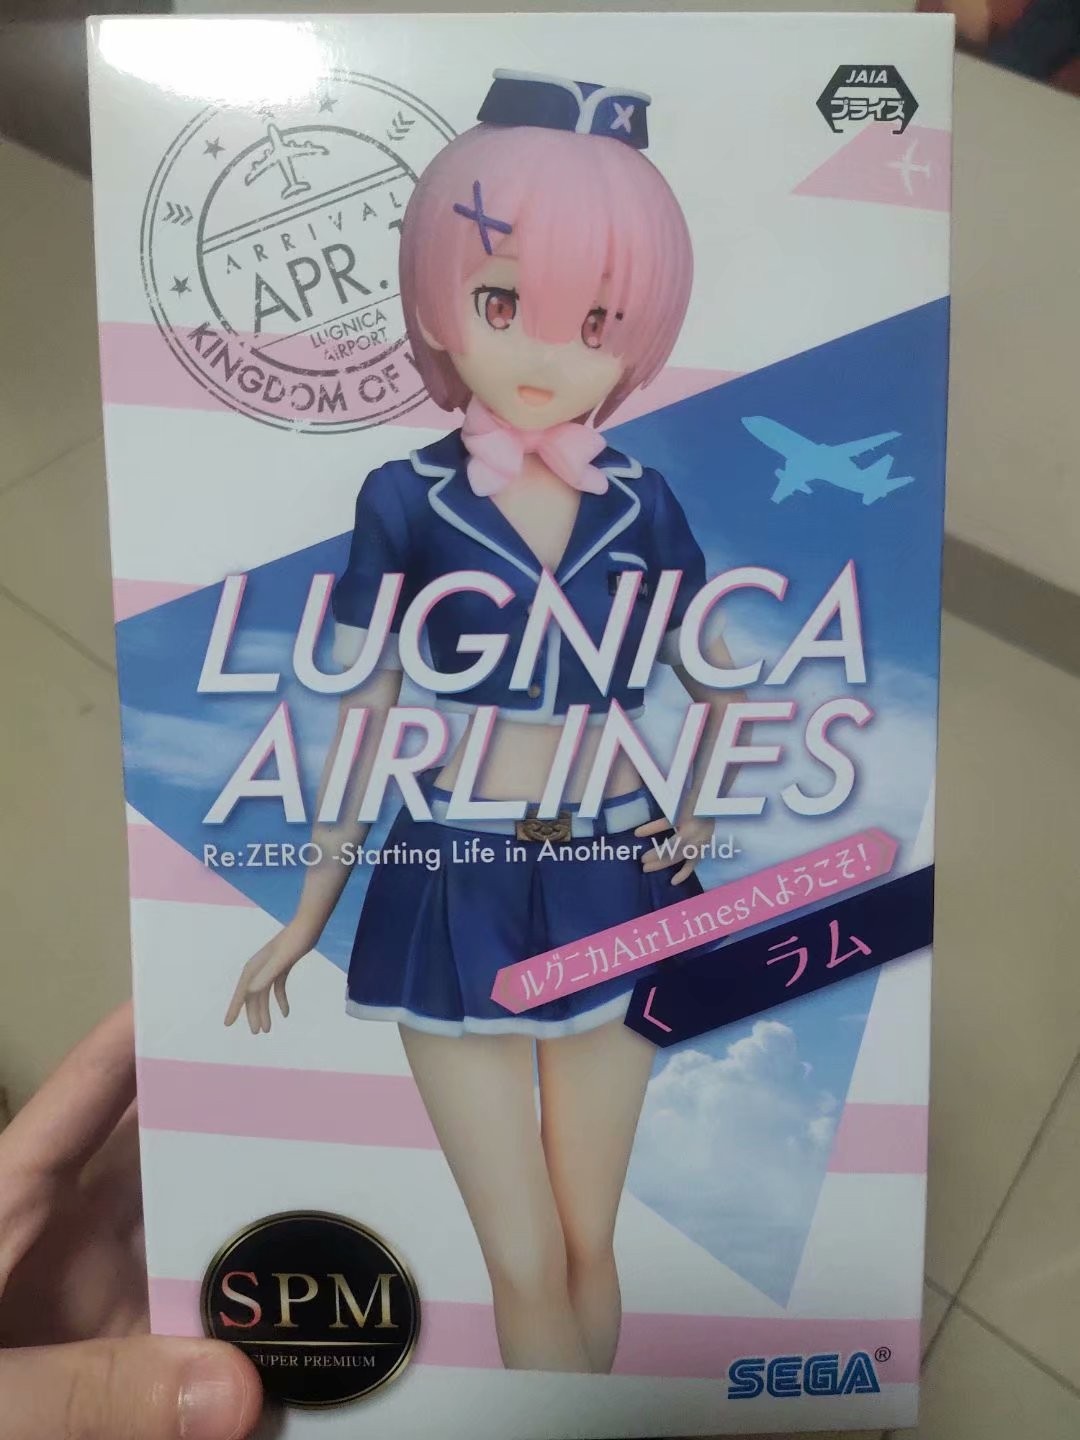 JAIA
プライズ
ARRIVAL
APR. 1
LUGNICA
AIRPORT
KINGDOM OF
LUGNICA
AIRLINES
Re:ZERO -Starting Life in Another World-
ルグニカAirLinesへようこそ!
ラム
SPM
SUPER PREMIUM
SEGA®